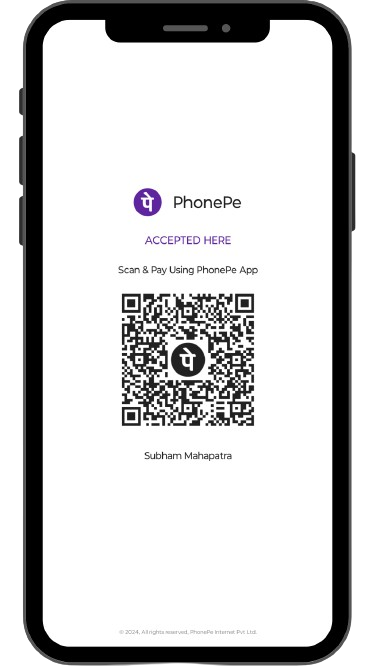 पे PhonePe
ACCEPTED HERE
Scan & Pay Using PhonePe App
पे
Subham Mahapatra
© 2024, All rights reserved, PhonePe Internet Pvt Ltd.